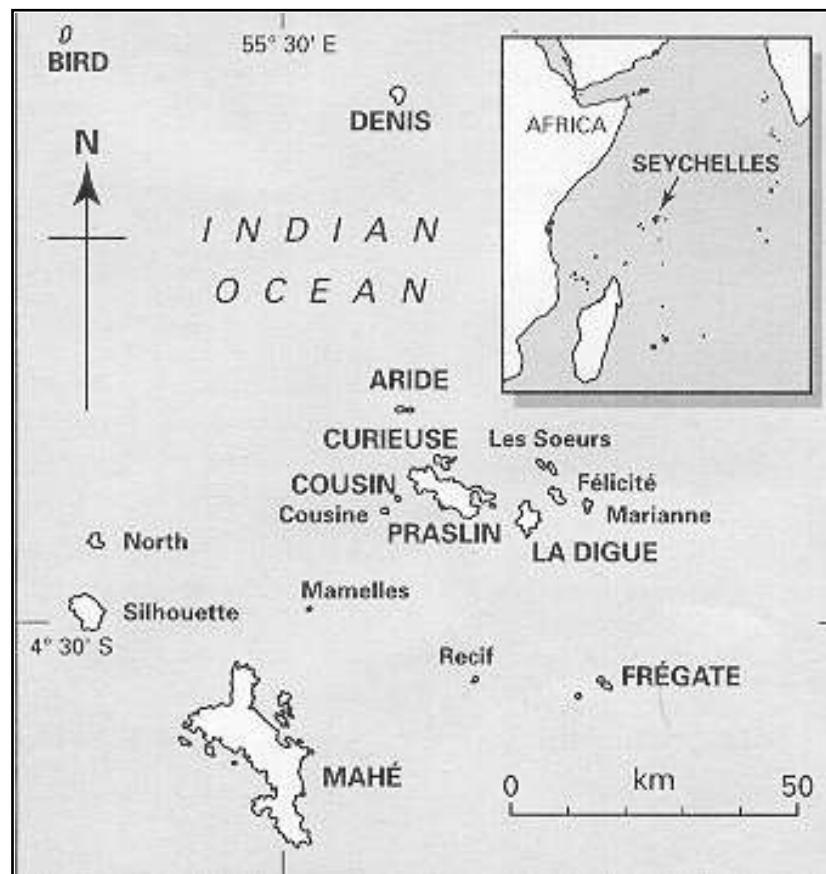 55° 30' E
BIRD
DENIS
AFRICA
N
SEYCHELLES
INDIAN
OCEAN
ARIDE
CURIEUSE
Les Soeurs
COUSIN
Félicité
Cousine
Marianne
PRASLIN
North
LA DIGUE
Mamelles
Silhouette
4° 30' S
Recif
FRÉGATE
MAHÉ
0 km 50